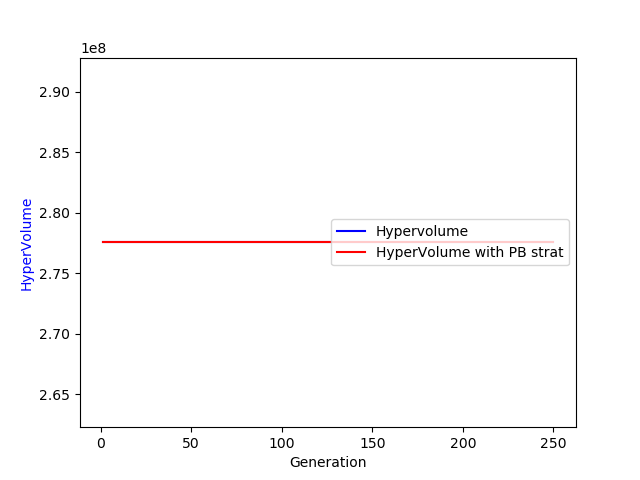 1e8
2.90
2.85
2.80
2.75
2.70
2.65
HyperVolume
Hypervolume
HyperVolume with PB strat
0
50
100
150
200
250
Generation